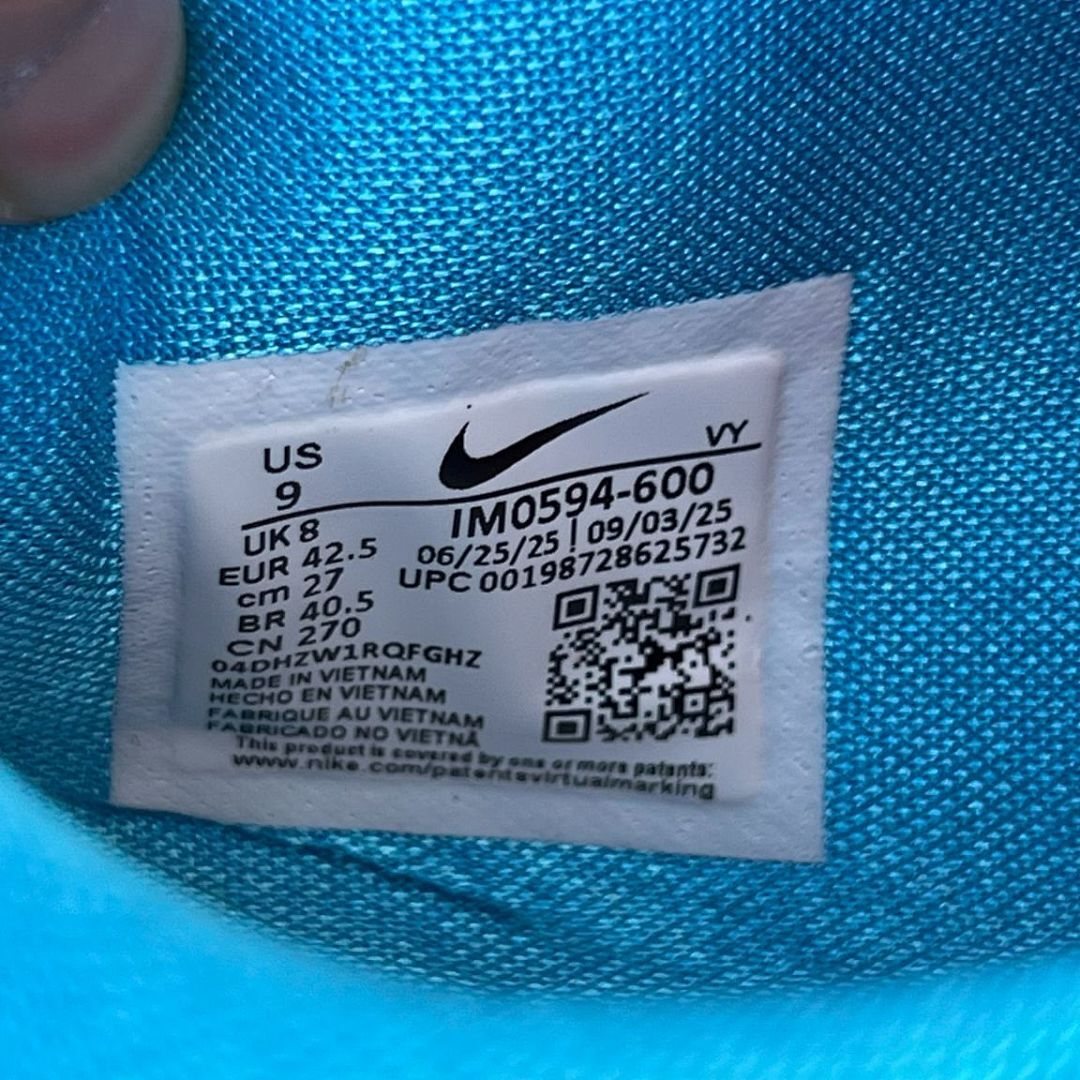 US
9
VY
UK 8
EUR 42.5
cm 27
BR 40.5
CN 270
IM0594-600
06/25/25 | 09/03/25
UPC 00198728625732
04DHZW1RQFGHZ
MADE IN VIETNAM
HECHO EN VIETNAM
FABRIQUE AU VIETNAM
FABRICADO NO VIETNÃ
This product is covered by one or more patents:
www.nike.com/patentsvirtualmarking